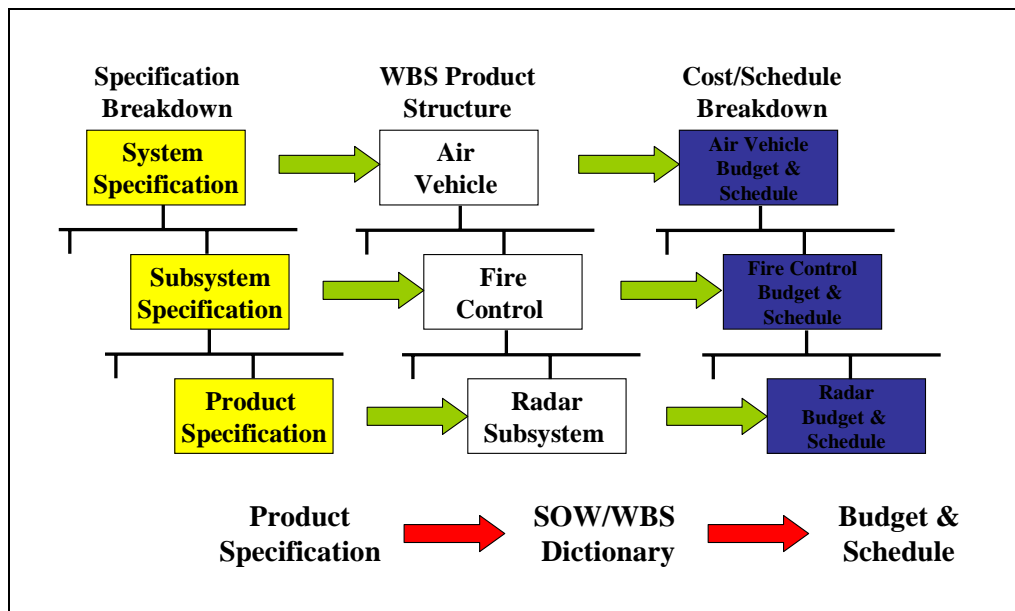 Specification
Breakdown
WBS Product
Structure
Cost/Schedule
Breakdown
System
Specification
Air
Vehicle
Air Vehicle
Budget &
Schedule
Subsystem
Specification
Fire
Control
Fire Control
Budget &
Schedule
Product
Specification
Radar
Subsystem
Radar
Budget &
Schedule
Product
Specification
SOW/WBS
Dictionary
Budget &
Schedule